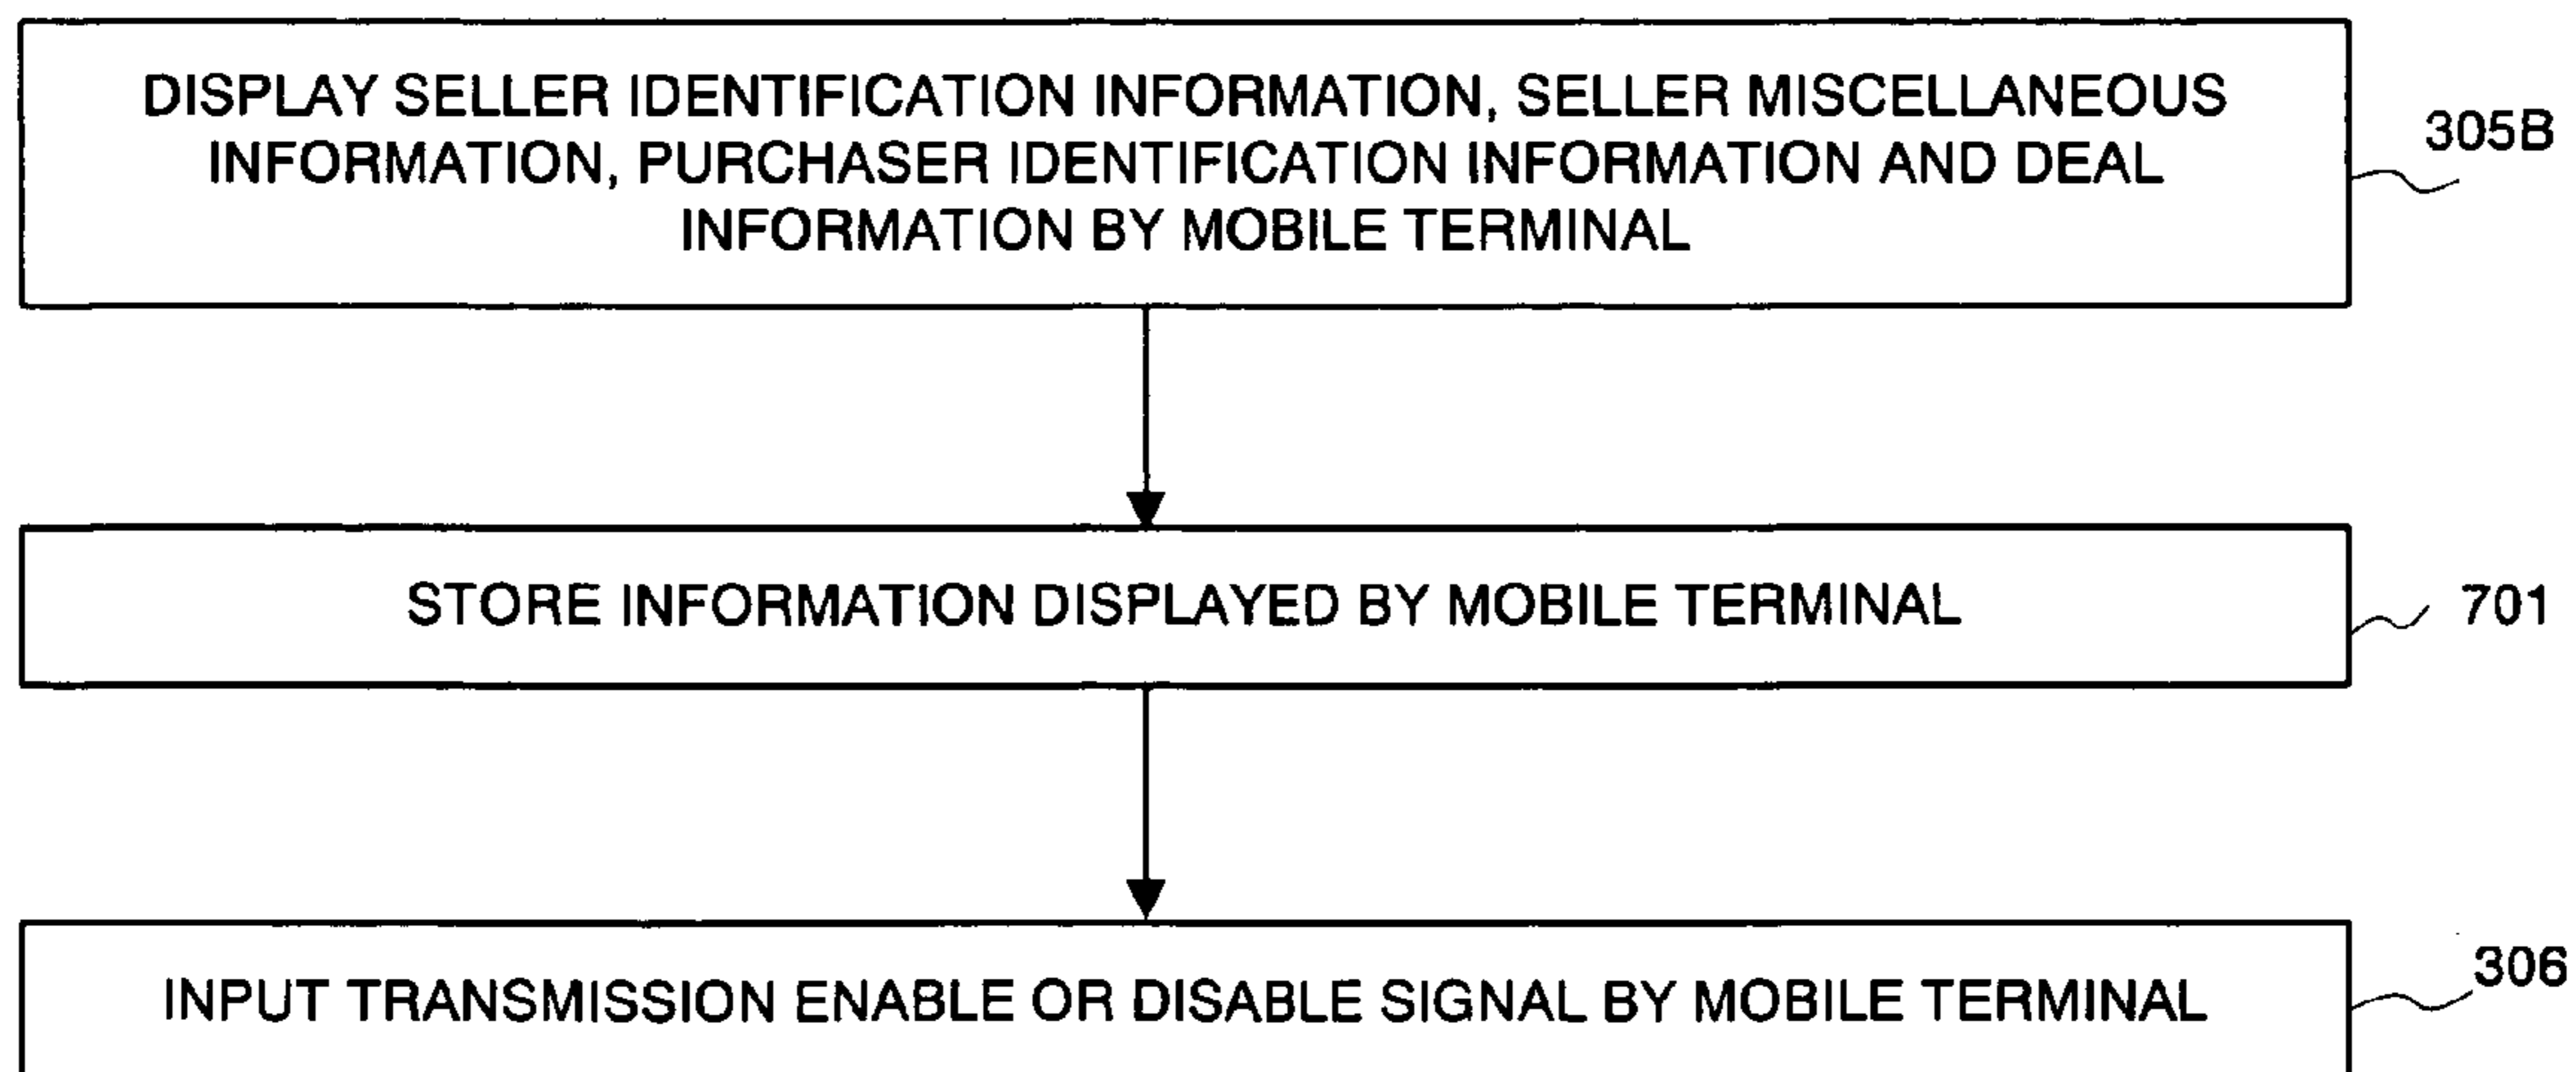 DISPLAY SELLER IDENTIFICATION INFORMATION, SELLER MISCELLANEOUS
INFORMATION, PURCHASER IDENTIFICATION INFORMATION AND DEAL
INFORMATION BY MOBILE TERMINAL
305B
STORE INFORMATION DISPLAYED BY MOBILE TERMINAL
701
INPUT TRANSMISSION ENABLE OR DISABLE SIGNAL BY MOBILE TERMINAL
306